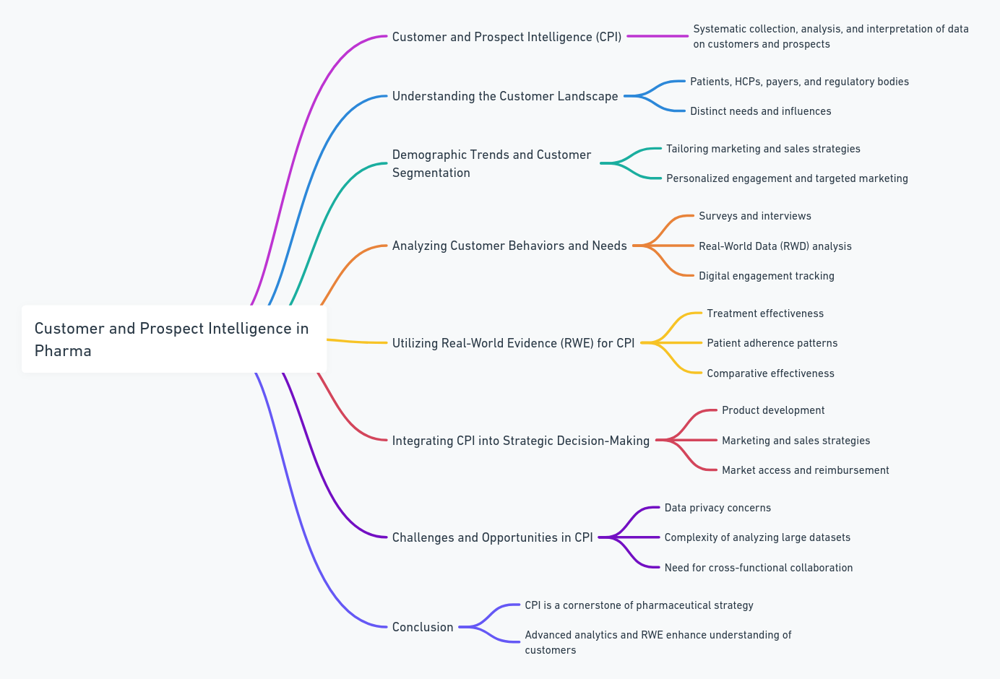 Customer and Prospect Intelligence in
Pharma
Customer and Prospect Intelligence (CPI)
Systematic collection, analysis, and interpretation of data
on customers and prospects
Understanding the Customer Landscape
Patients, HCPs, payers, and regulatory bodies
Distinct needs and influences
Demographic Trends and Customer
Segmentation
Tailoring marketing and sales strategies
Personalized engagement and targeted marketing
Analyzing Customer Behaviors and Needs
Surveys and interviews
Real-World Data (RWD) analysis
Digital engagement tracking
Utilizing Real-World Evidence (RWE) for CPI
Treatment effectiveness
Patient adherence patterns
Comparative effectiveness
Integrating CPI into Strategic Decision-Making
Product development
Marketing and sales strategies
Market access and reimbursement
Challenges and Opportunities in CPI
Data privacy concerns
Complexity of analyzing large datasets
Need for cross-functional collaboration
Conclusion
CPI is a cornerstone of pharmaceutical strategy
Advanced analytics and RWE enhance understanding of
customers